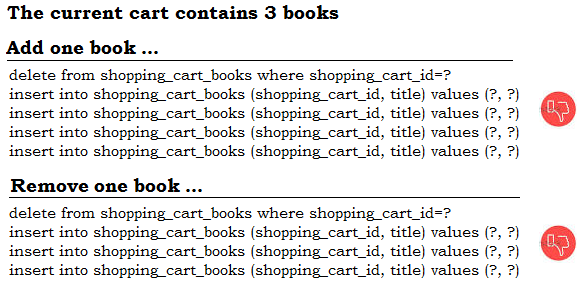 The current cart contains 3 books
Add one book ...
delete from shopping_cart_books where shopping_cart_id=?
insert into shopping_cart_books (shopping_cart_id, title) values (?, ?)
insert into shopping_cart_books (shopping_cart_id, title) values (?, ?)
insert into shopping_cart_books (shopping_cart_id, title) values (?, ?)
insert into shopping_cart_books (shopping_cart_id, title) values (?, ?)
Remove one book ...
delete from shopping_cart_books where shopping_cart_id=?
insert into shopping_cart_books (shopping_cart_id, title) values (?, ?)
insert into shopping_cart_books (shopping_cart_id, title) values (?, ?)
insert into shopping_cart_books (shopping_cart_id, title) values (?, ?)